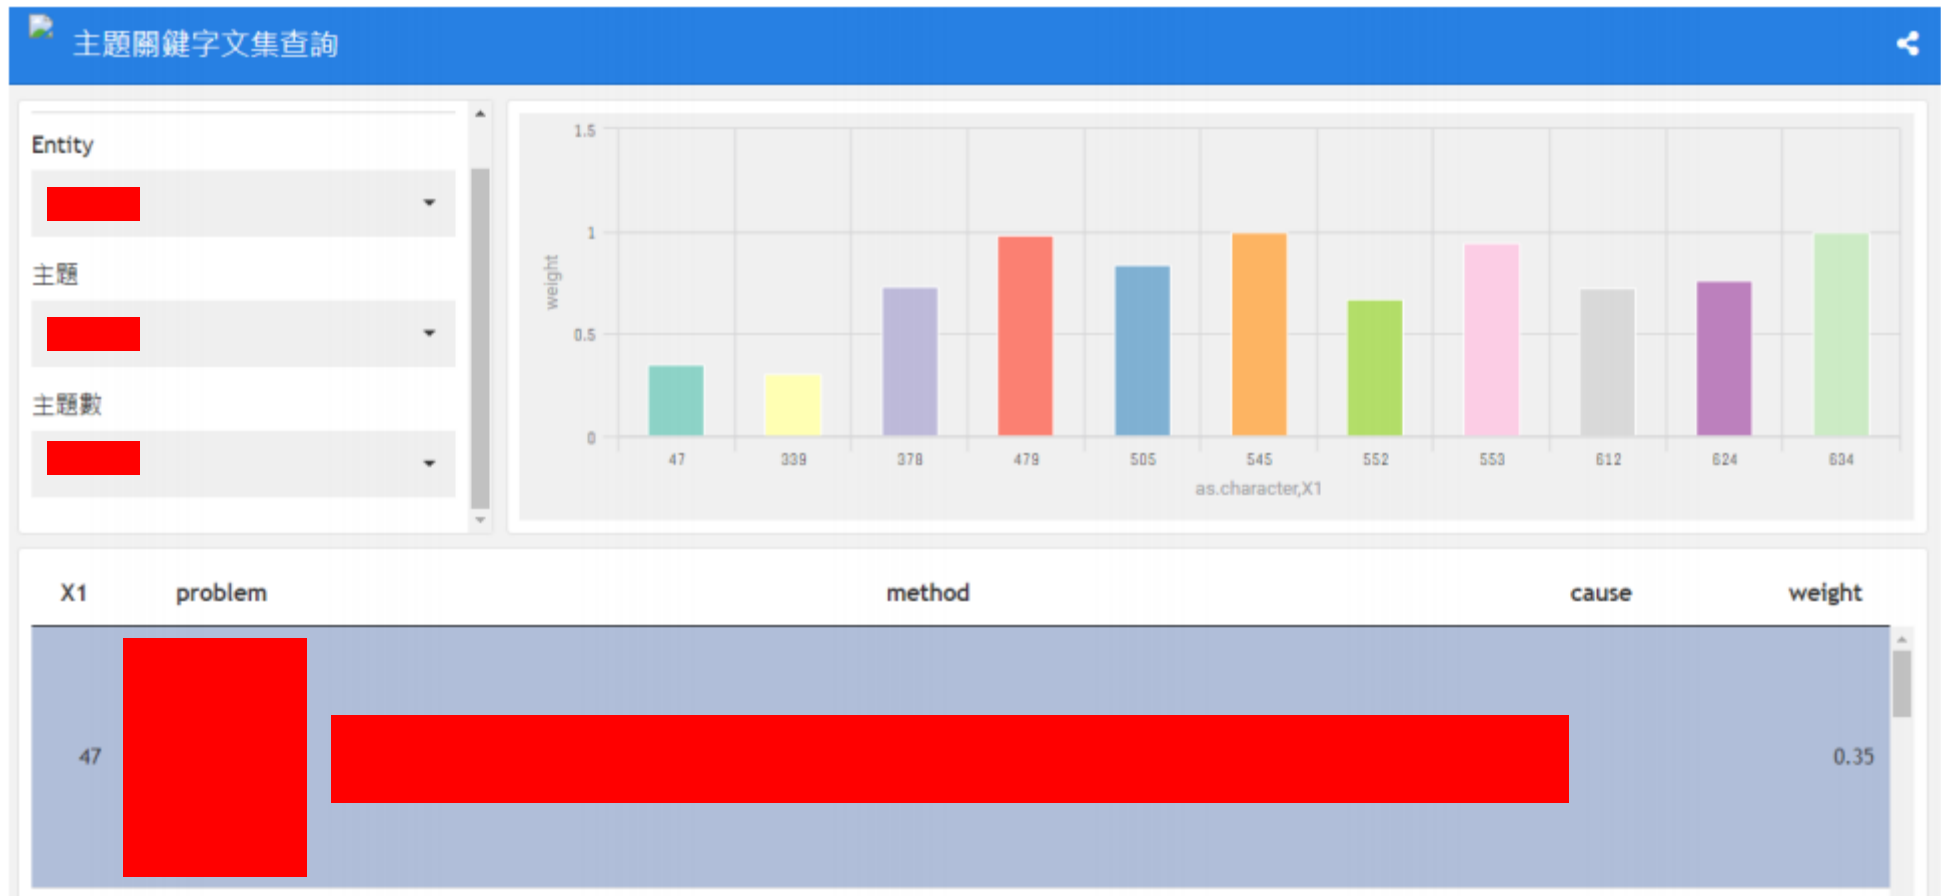 主題關鍵字文集查詢
Entity
主題
主題數
1.5
1
0.5
0
weight
47 339 378 479 505 545 552 553 612 624 634
as.character,X1
X1 problem method cause weight
47 0.35